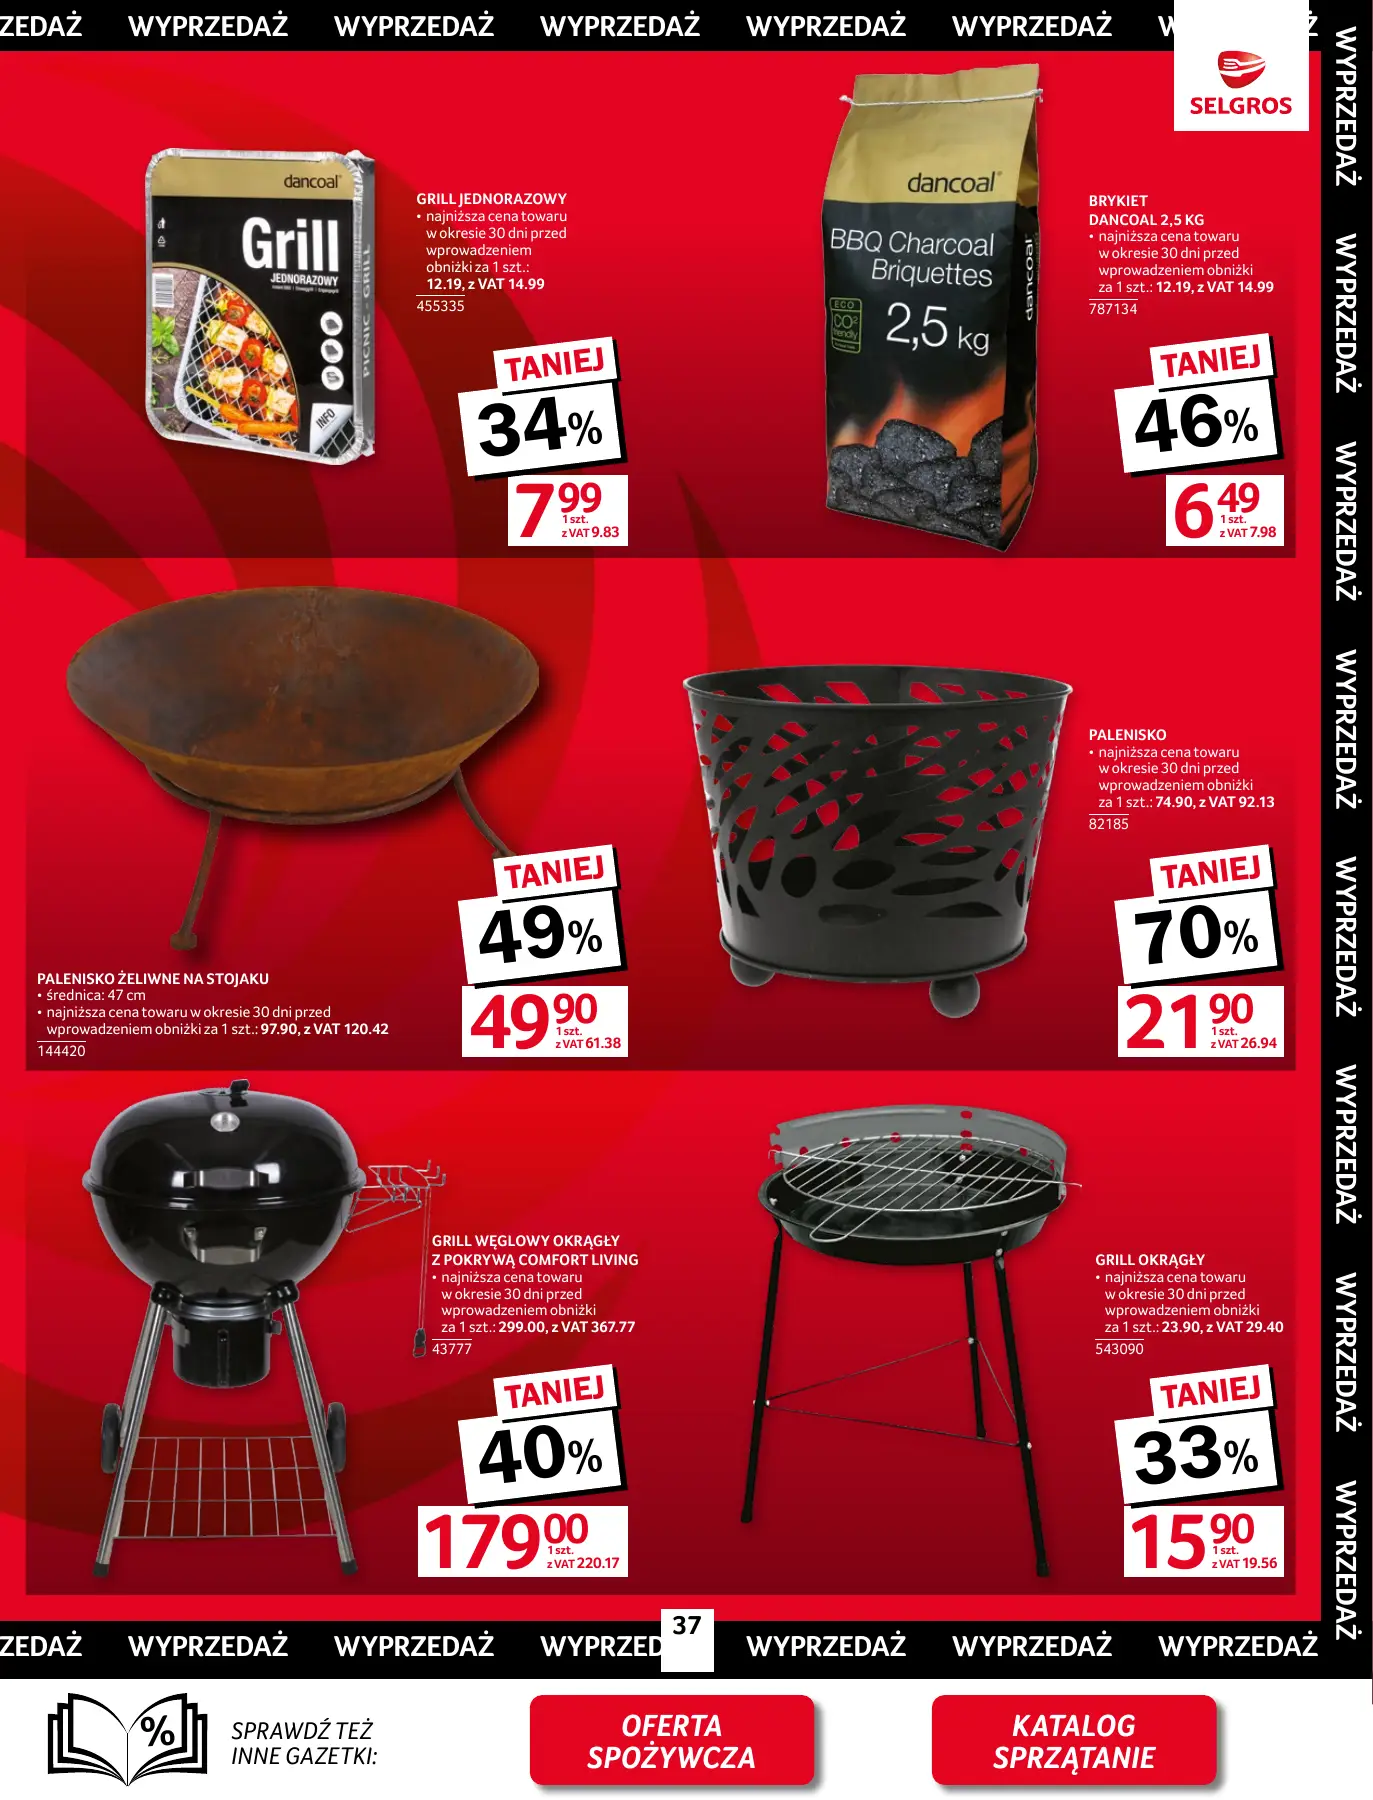 ZEDAŻ WYPRZEDAŻ WYPRZEDAŻ WYPRZEDAŻ WYPRZEDAŻ WYPRZEDAŻ
SELGROS
dancoal
Grill
JEDNORAZOWY
PICNIC GRILL
INFO
GRILL JEDNORAZOWY
• najniższa cena towaru
w okresie 30 dni przed
wprowadzeniem
obniżki za 1 szt.:
12.19, z VAT 14.99
455335
TANIEJ
34%
7 99
1 szt.
z VAT 9.83
dancoal
BBQ Charcoal
Briquettes
2,5 kg
ECO
CO2
friendly
dancoal
BRYKIET
DANCOAL 2,5 KG
• najniższa cena towaru
w okresie 30 dni przed
wprowadzeniem obniżki
za 1 szt.: 12.19, z VAT 14.99
787134
TANIEJ
46%
6 49
1 szt.
z VAT 7.98
PALENISKO ŻELIWNE NA STOJAKU
• średnica: 47 cm
• najniższa cena towaru w okresie 30 dni przed
wprowadzeniem obniżki za 1 szt.: 97.90, z VAT 120.42
144420
TANIEJ
49%
49 90
1 szt.
z VAT 61.38
PALENISKO
• najniższa cena towaru
w okresie 30 dni przed
wprowadzeniem obniżki
za 1 szt.: 74.90, z VAT 92.13
82185
TANIEJ
70%
21 90
1 szt.
z VAT 26.94
GRILL WĘGLOWY OKRĄGŁY
Z POKRYWĄ COMFORT LIVING
• najniższa cena towaru
w okresie 30 dni przed
wprowadzeniem obniżki
za 1 szt.: 299.00, z VAT 367.77
43777
TANIEJ
40%
179 00
1 szt.
z VAT 220.17
GRILL OKRĄGŁY
• najniższa cena towaru
w okresie 30 dni przed
wprowadzeniem obniżki
za 1 szt.: 23.90, z VAT 29.40
543090
TANIEJ
33%
15 90
1 szt.
z VAT 19.56
WYPRZEDAŻ WYPRZEDAŻ WYPRZEDAŻ WYPRZEDAŻ WYPRZEDAŻ WYPRZEDAŻ WYPRZEDAŻ WYPRZEDAŻ
ZEDAŻ WYPRZEDAŻ WYPRZEDAŻ WYPRZED 37 WYPRZEDAŻ WYPRZEDAŻ WYPRZEDAŻ
%
SPRAWDŹ TEŻ
INNE GAZETKI:
OFERTA
SPOŻYWCZA
KATALOG
SPRZĄTANIE